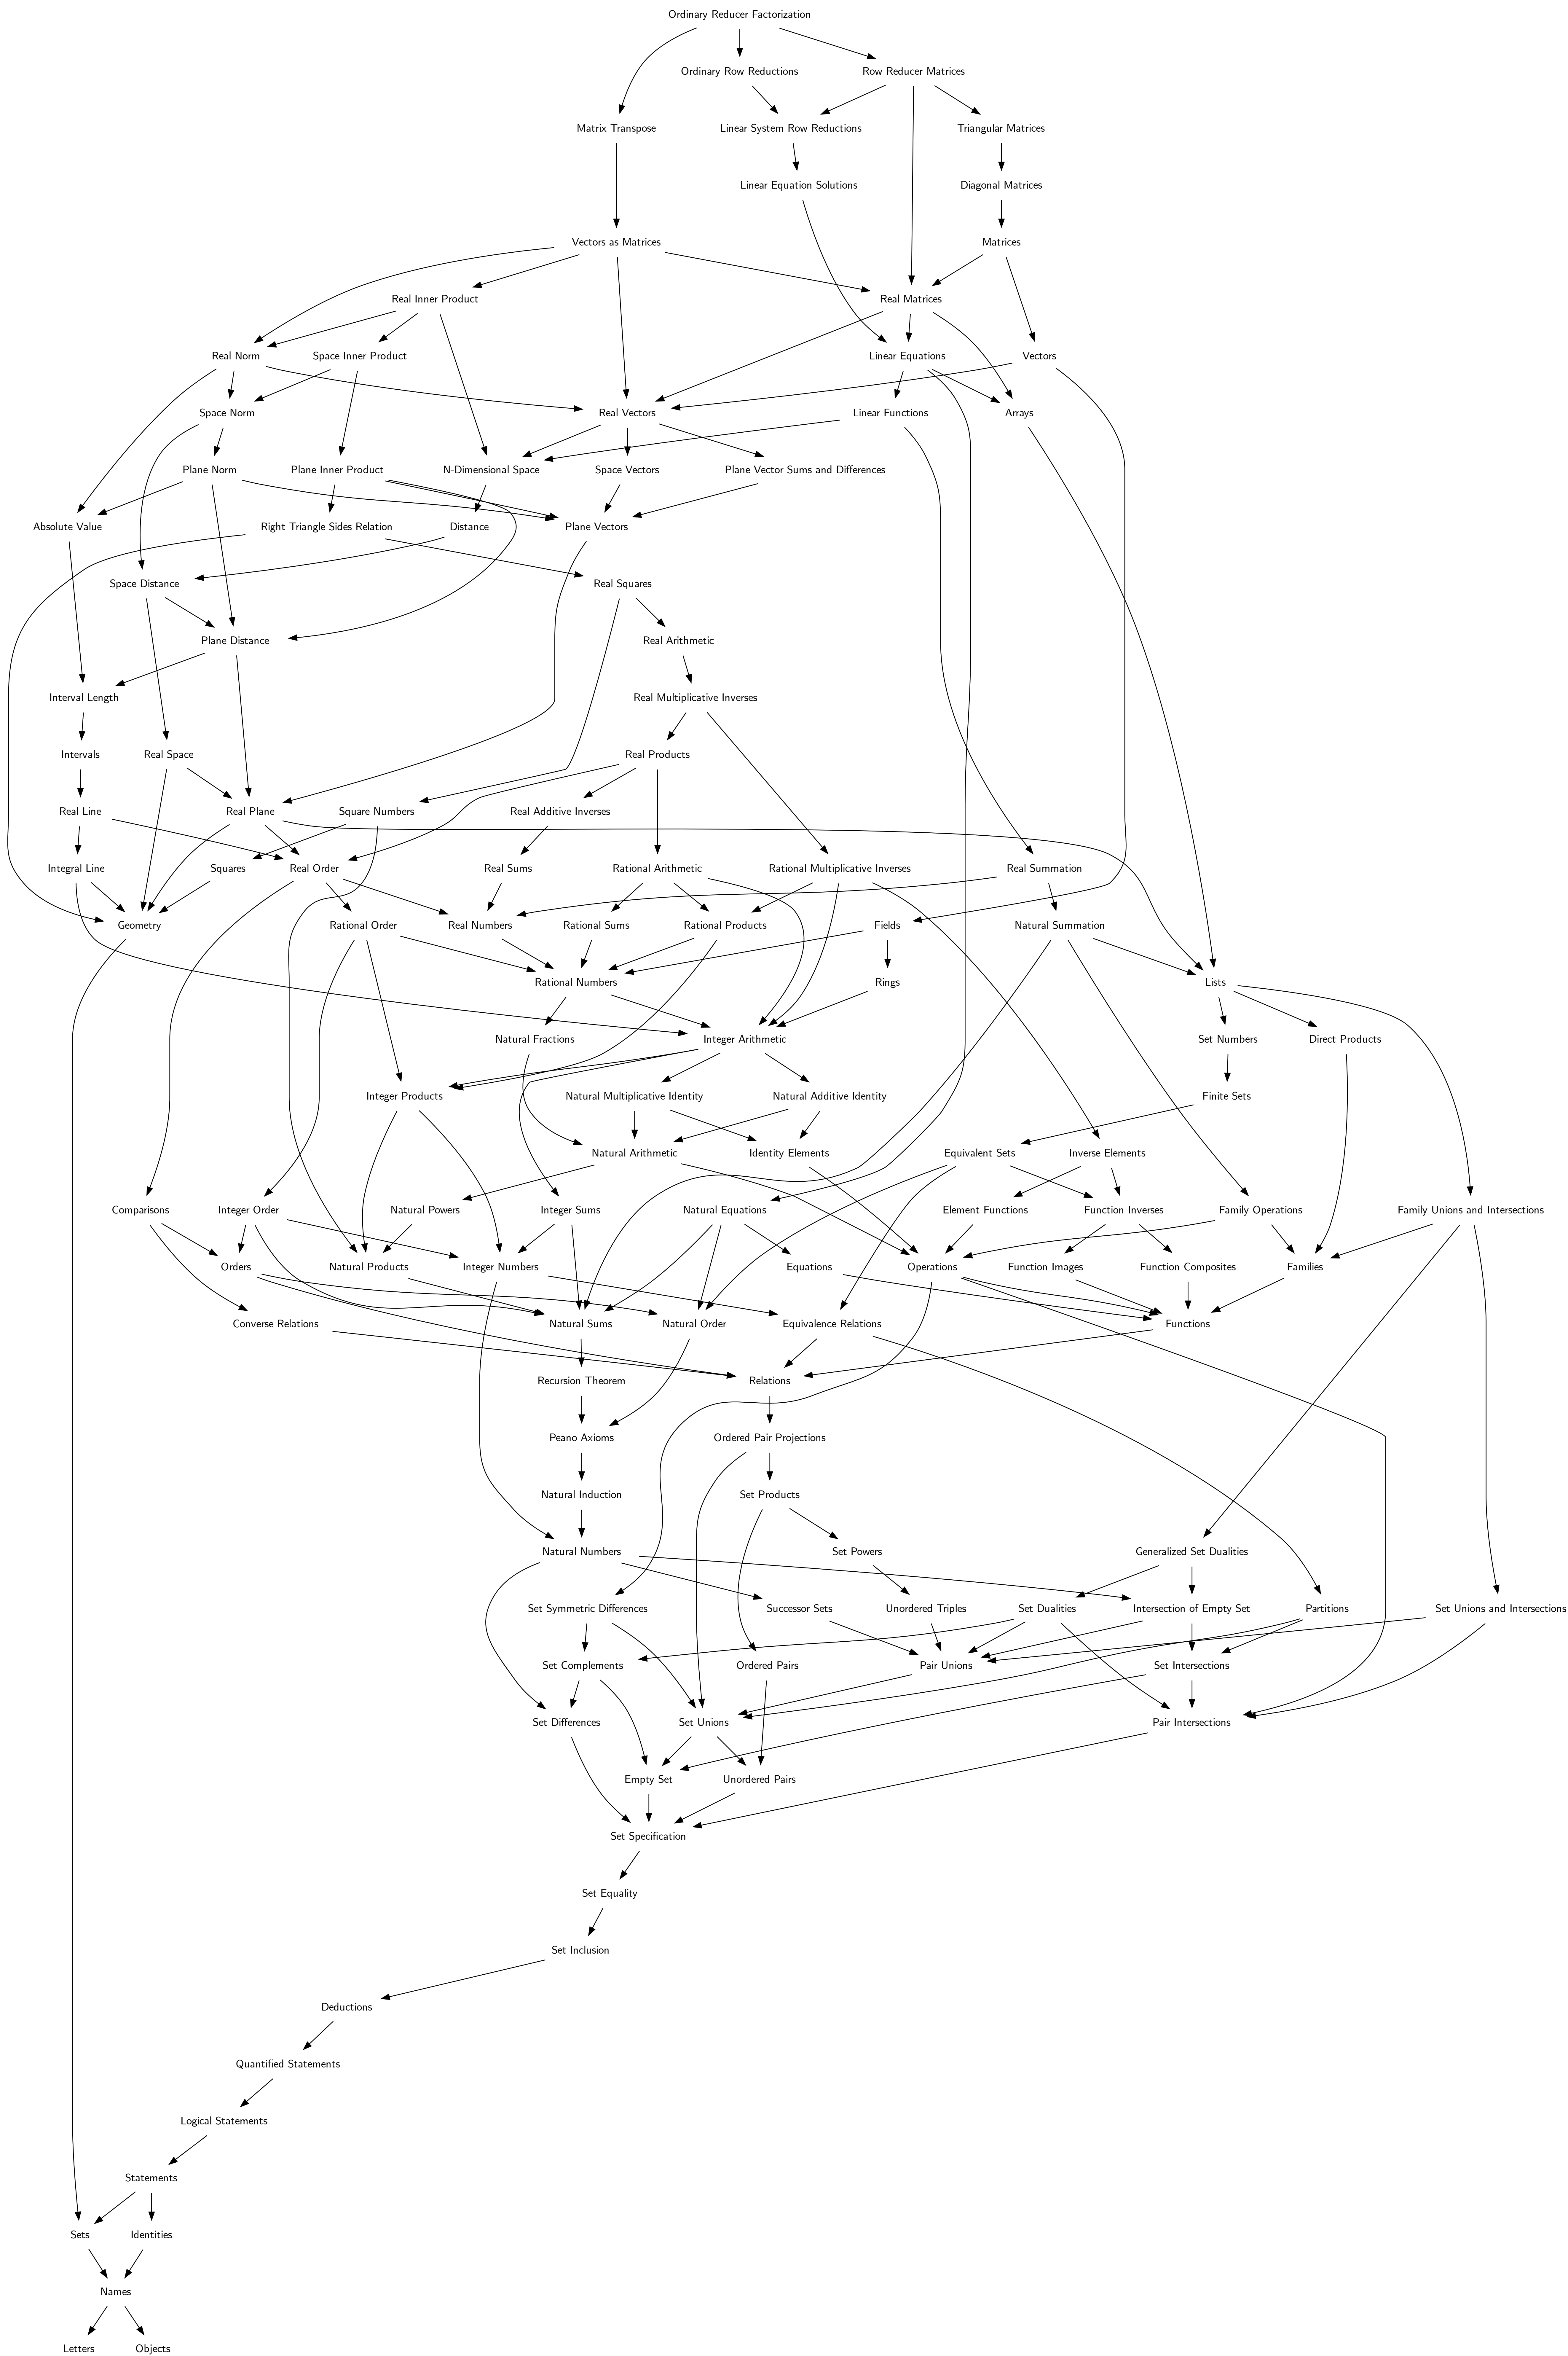 Ordinary Reducer Factorization
Ordinary Row Reductions
Row Reducer Matrices
Matrix Transpose
Linear System Row Reductions
Triangular Matrices
Linear Equation Solutions
Diagonal Matrices
Vectors as Matrices
Matrices
Real Inner Product
Real Matrices
Real Norm
Space Inner Product
Linear Equations
Vectors
Space Norm
Real Vectors
Linear Functions
Arrays
Plane Norm
Plane Inner Product
N-Dimensional Space
Space Vectors
Plane Vector Sums and Differences
Absolute Value
Right Triangle Sides Relation
Distance
Plane Vectors
Space Distance
Real Squares
Plane Distance
Real Arithmetic
Interval Length
Real Multiplicative Inverses
Intervals
Real Space
Real Products
Real Line
Real Plane
Square Numbers
Real Additive Inverses
Integral Line
Squares
Real Order
Real Sums
Rational Arithmetic
Rational Multiplicative Inverses
Real Summation
Geometry
Rational Order
Real Numbers
Rational Sums
Rational Products
Fields
Natural Summation
Rational Numbers
Rings
Lists
Natural Fractions
Integer Arithmetic
Set Numbers
Direct Products
Integer Products
Natural Multiplicative Identity
Natural Additive Identity
Finite Sets
Natural Arithmetic
Identity Elements
Equivalent Sets
Inverse Elements
Comparisons
Integer Order
Natural Powers
Integer Sums
Natural Equations
Element Functions
Function Inverses
Family Operations
Family Unions and Intersections
Orders
Natural Products
Integer Numbers
Equations
Operations
Function Images
Function Composites
Families
Converse Relations
Natural Sums
Natural Order
Equivalence Relations
Functions
Recursion Theorem
Relations
Peano Axioms
Ordered Pair Projections
Natural Induction
Set Products
Natural Numbers
Set Powers
Generalized Set Dualities
Set Symmetric Differences
Successor Sets
Unordered Triples
Set Dualities
Intersection of Empty Set
Partitions
Set Unions and Intersections
Set Complements
Ordered Pairs
Pair Unions
Set Intersections
Set Differences
Set Unions
Pair Intersections
Empty Set
Unordered Pairs
Set Specification
Set Equality
Set Inclusion
Deductions
Quantified Statements
Logical Statements
Statements
Sets
Identities
Names
Letters
Objects